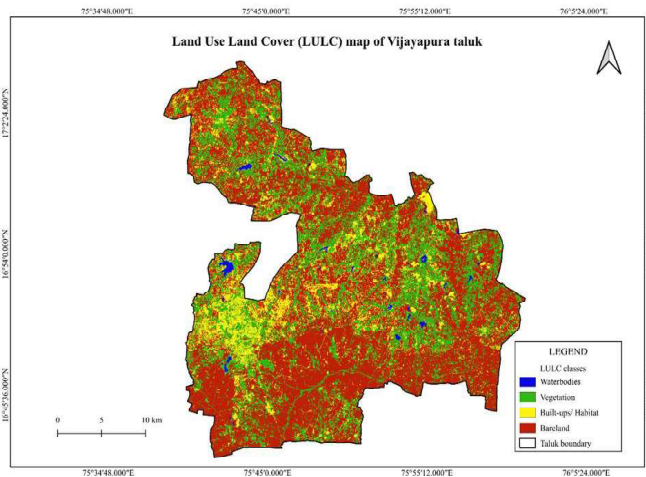 75°34'48.000"E 75°45'0.000"E 75°55'12.000"E 76°5'24.000"E
Land Use Land Cover (LULC) map of Vijayapura taluk
17°2'24.000"N
16°54'0.000"N
16°45'36.000"N
LEGEND
LULC classes
Waterbodies
Vegetation
Built-ups/ Habitat
Bareland
Taluk boundary
0 5 10 km
75°34'48.000"E 75°45'0.000"E 75°55'12.000"E 76°5'24.000"E